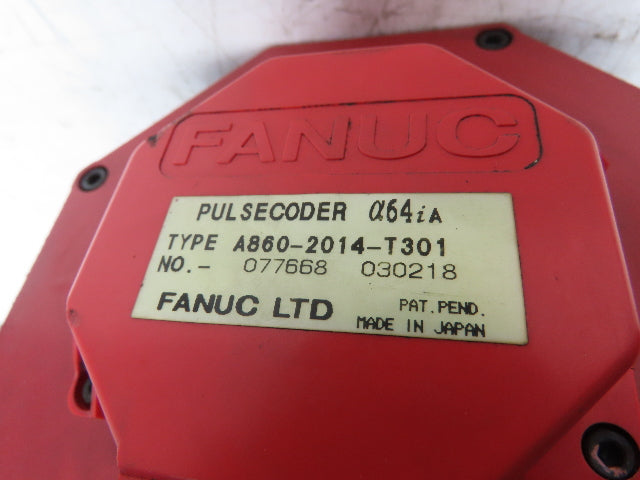 FANUC
PULSECODER α64iA
TYPE A860-2014-T301
NO.- 077668 030218
FANUC LTD PAT.PEND.
MADE IN JAPAN